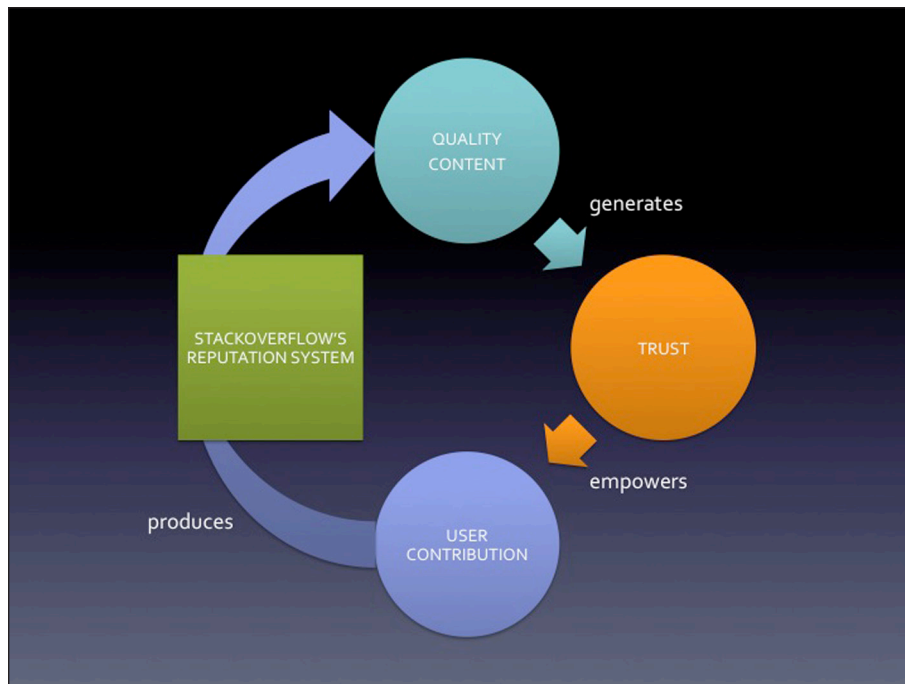 QUALITY
CONTENT
generates
STACKOVERFLOW'S
REPUTATION SYSTEM
TRUST
empowers
produces
USER
CONTRIBUTION